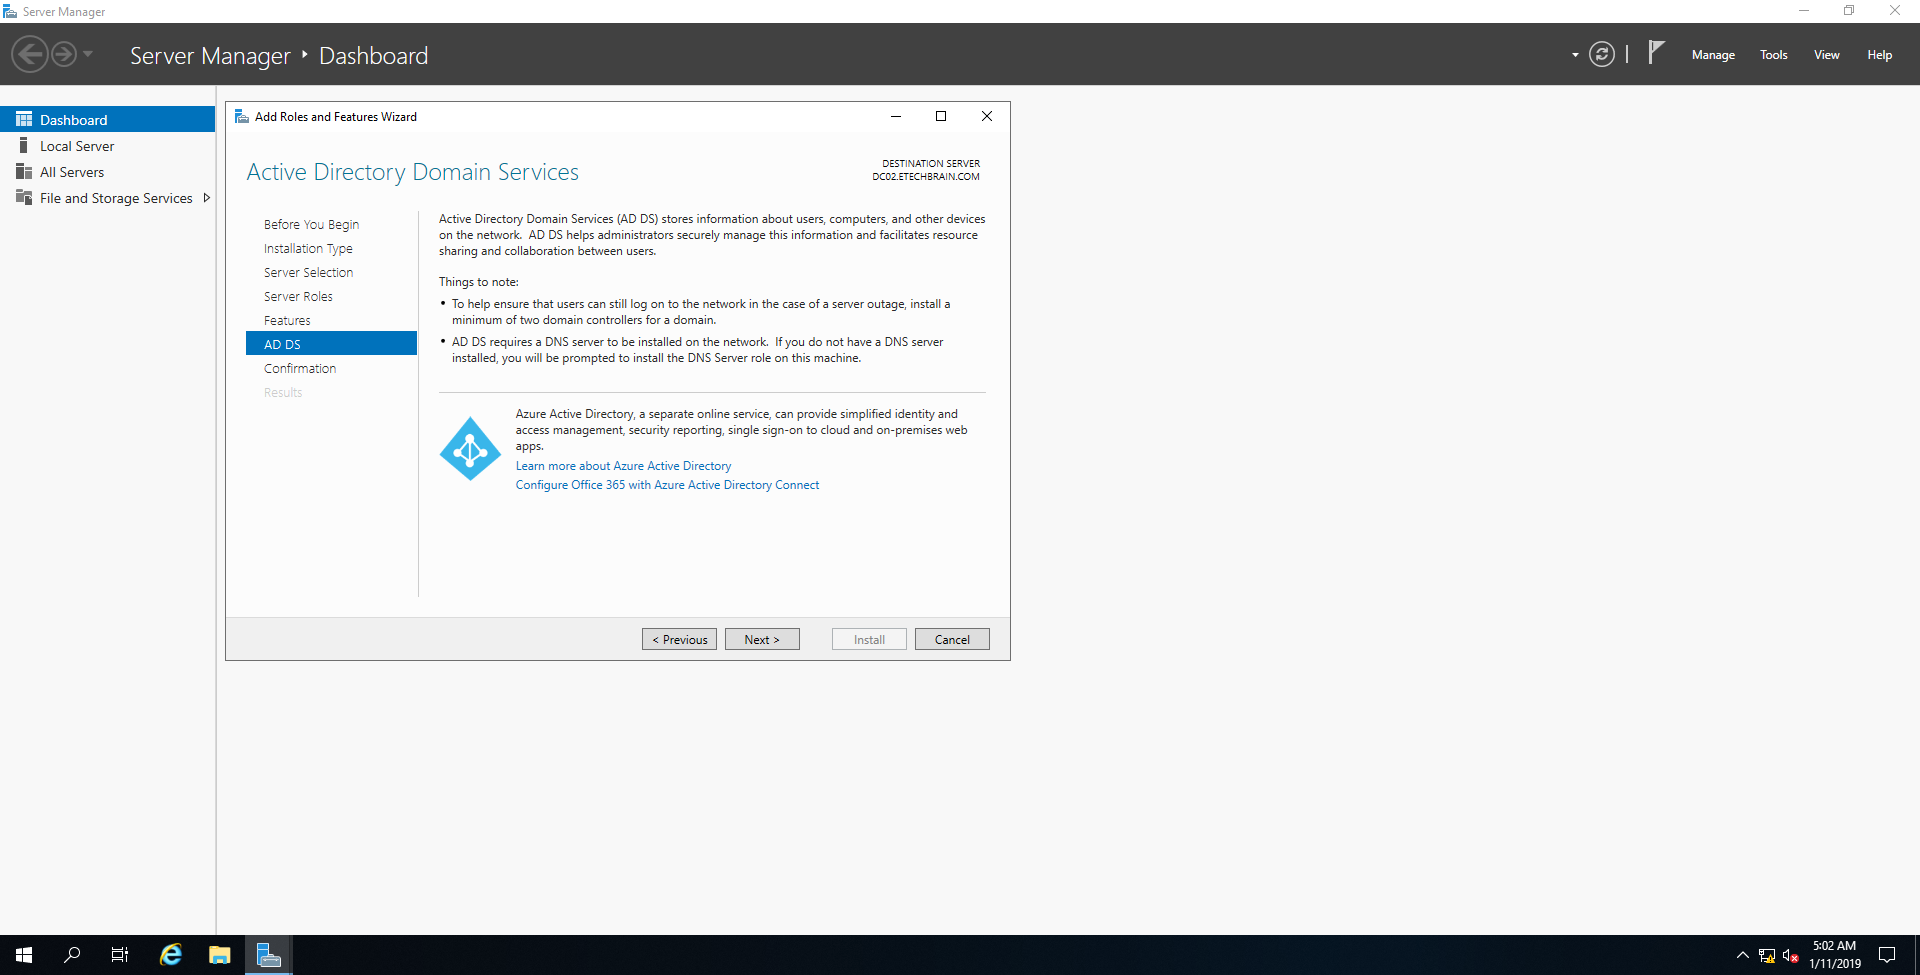 Server Manager
Server Manager ‣ Dashboard
Manage Tools View Help
Dashboard
Local Server
All Servers
File and Storage Services
Add Roles and Features Wizard
Active Directory Domain Services
DESTINATION SERVER
DC02.ETECHBRAIN.COM
Before You Begin
Installation Type
Server Selection
Server Roles
Features
AD DS
Confirmation
Results
Active Directory Domain Services (AD DS) stores information about users, computers, and other devices
on the network.  AD DS helps administrators securely manage this information and facilitates resource
sharing and collaboration between users.
Things to note:
• To help ensure that users can still log on to the network in the case of a server outage, install a
minimum of two domain controllers for a domain.
• AD DS requires a DNS server to be installed on the network.  If you do not have a DNS server
installed, you will be prompted to install the DNS Server role on this machine.
Azure Active Directory, a separate online service, can provide simplified identity and
access management, security reporting, single sign-on to cloud and on-premises web
apps.
Learn more about Azure Active Directory
Configure Office 365 with Azure Active Directory Connect
< Previous Next > Install Cancel
5:02 AM
1/11/2019